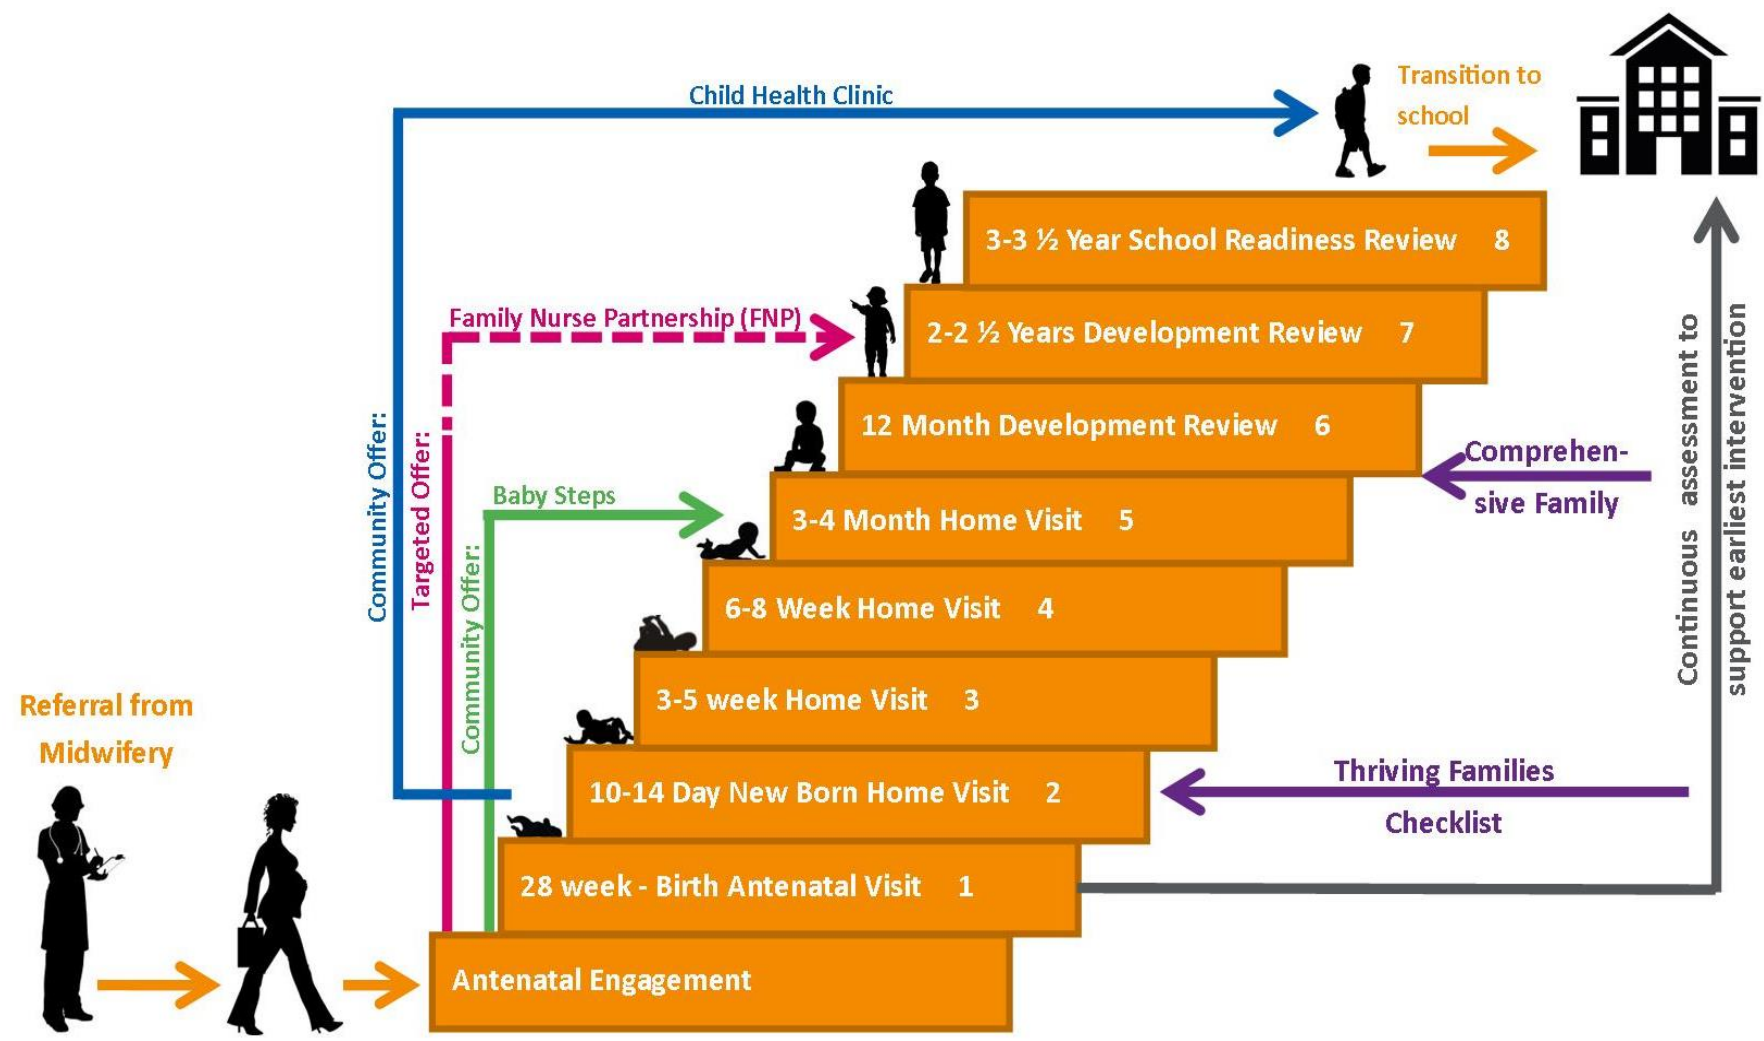 Child Health Clinic
Transition to
school
3-3 ½ Year School Readiness Review 8
Family Nurse Partnership (FNP)
2-2 ½ Years Development Review 7
12 Month Development Review 6
Comprehen-
sive Family
Baby Steps
3-4 Month Home Visit 5
6-8 Week Home Visit 4
3-5 week Home Visit 3
10-14 Day New Born Home Visit 2
Thriving Families
Checklist
28 week - Birth Antenatal Visit 1
Antenatal Engagement
Referral from
Midwifery
Community Offer:
Targeted Offer:
Community Offer:
Continuous assessment to
support earliest intervention